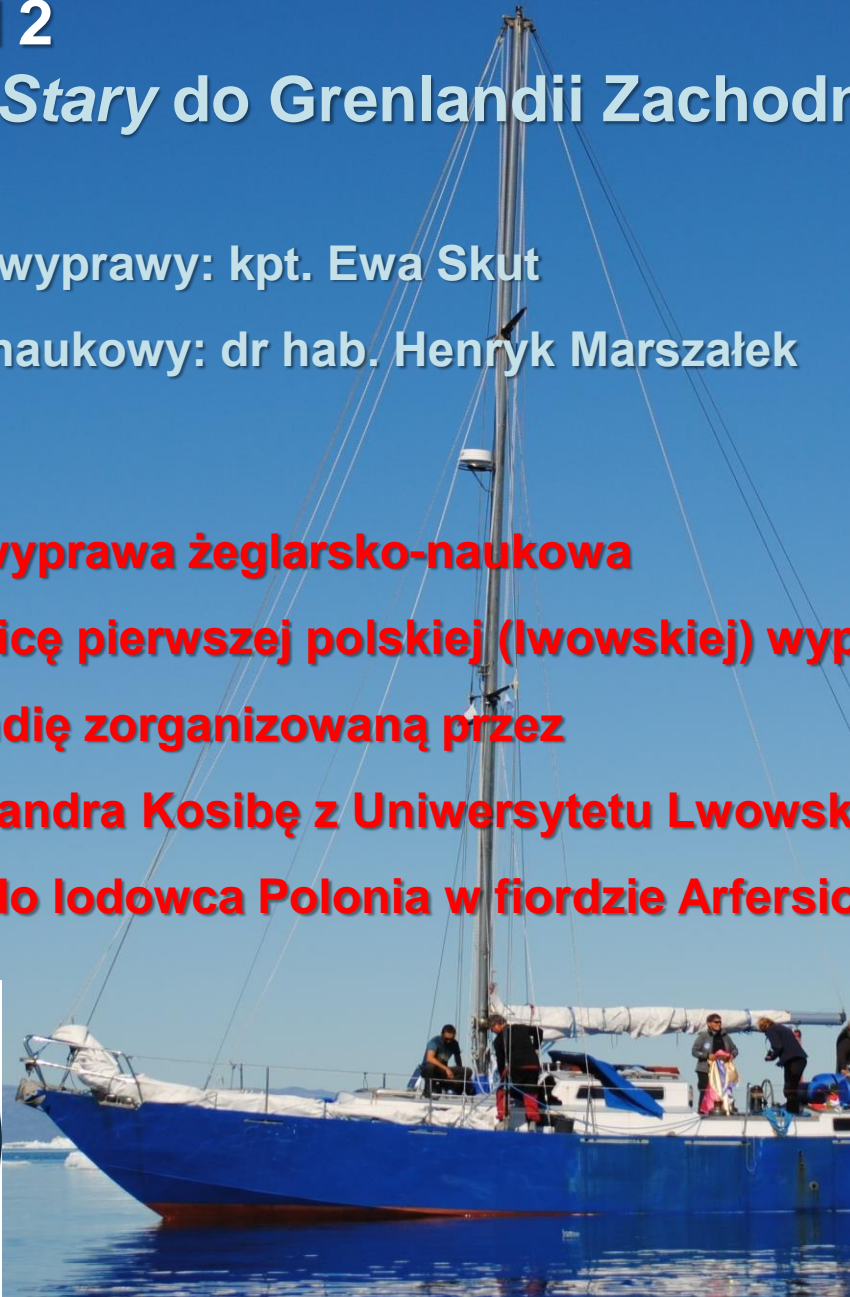 2
Stary do Grenlandii Zachodn
wyprawy: kpt. Ewa Skut
naukowy: dr hab. Henryk Marszałek
wyprawa żeglarsko-naukowa
icę pierwszej polskiej (lwowskiej) wyp
dię zorganizowaną przez
andra Kosibę z Uniwersytetu Lwowsk
do lodowca Polonia w fiordzie Arfersio